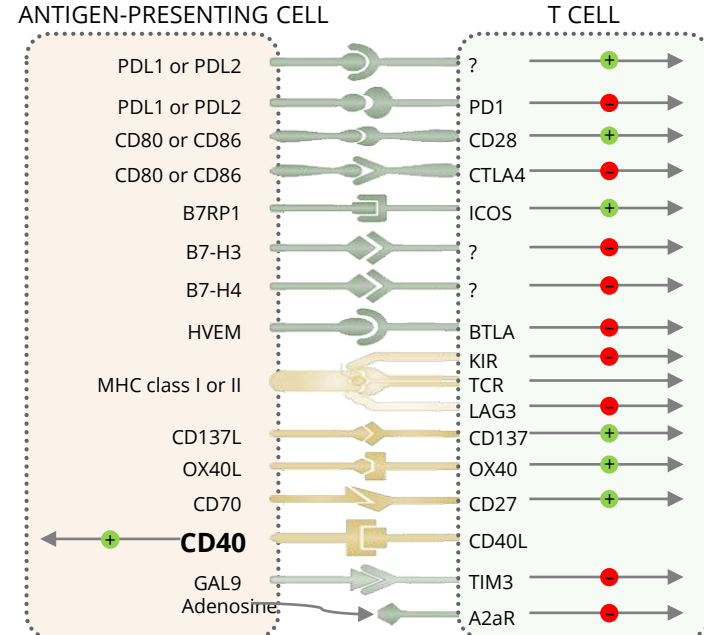 ANTIGEN-PRESENTING CELL T CELL
PDL1 or PDL2 ? +
PDL1 or PDL2 PD1 -
CD80 or CD86 CD28 +
CD80 or CD86 CTLA4 -
B7RP1 ICOS +
B7-H3 ? -
B7-H4 ? -
HVEM BTLA -
KIR -
MHC class I or II TCR
LAG3 -
CD137L CD137 +
OX40L OX40 +
CD70 CD27 +
+ CD40 CD40L
GAL9 TIM3 -
Adenosine A2aR -